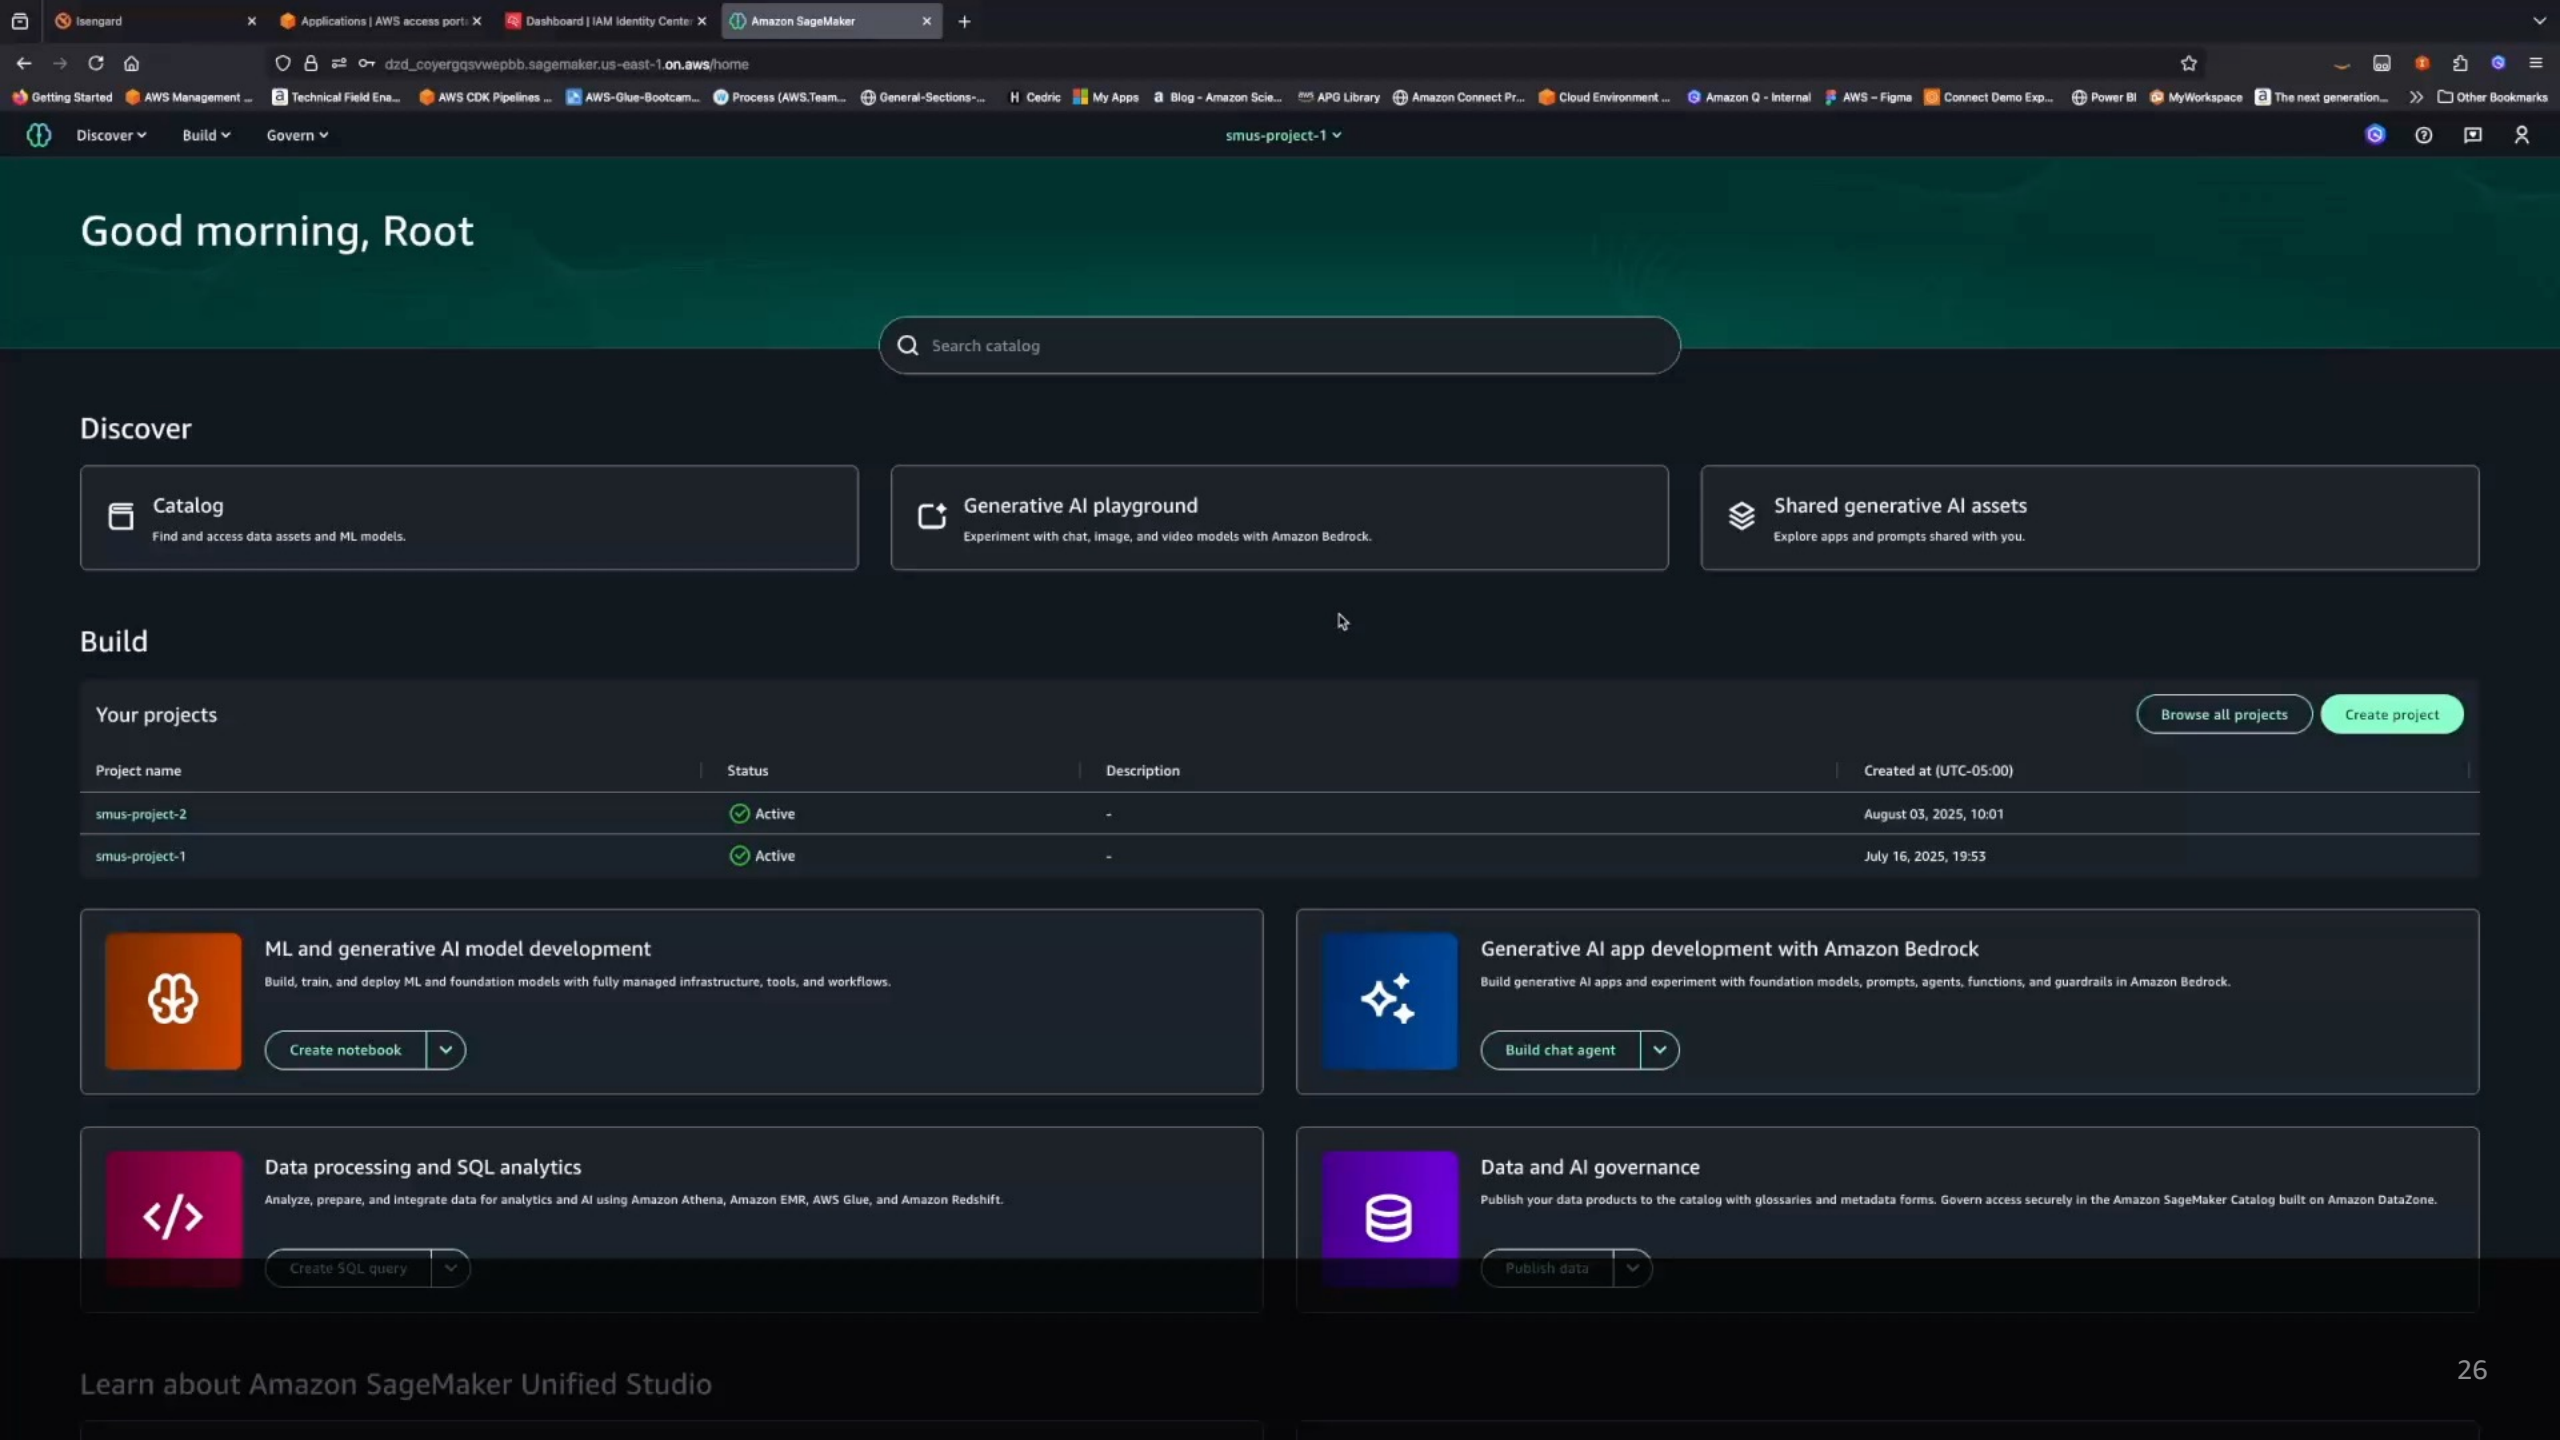 Isengard
Applications | AWS access port
Dashboard | IAM Identity Center
Amazon SageMaker
dzd_coyergqsvwepbb.sagemaker.us-east-1.on.aws/home
Getting Started
AWS Management ...
Technical Field Ena...
AWS CDK Pipelines ...
AWS-Glue-Bootcam...
Process (AWS.Team...
General-Sections-...
H Cedric
My Apps
a Blog - Amazon Scie...
aws APG Library
Amazon Connect Pr...
Cloud Environment ...
Amazon Q - Internal
AWS – Figma
Connect Demo Exp...
Power BI
MyWorkspace
a The next generation...
Other Bookmarks
Discover
Build
Govern
smus-project-1
Good morning, Root
Search catalog
Discover
Catalog
Find and access data assets and ML models.
Generative AI playground
Experiment with chat, image, and video models with Amazon Bedrock.
Shared generative AI assets
Explore apps and prompts shared with you.
Build
Your projects
Browse all projects
Create project
Project name Status Description Created at (UTC-05:00)
smus-project-2 Active - August 03, 2025, 10:01
smus-project-1 Active - July 16, 2025, 19:53
ML and generative AI model development
Build, train, and deploy ML and foundation models with fully managed infrastructure, tools, and workflows.
Create notebook
Generative AI app development with Amazon Bedrock
Build generative AI apps and experiment with foundation models, prompts, agents, functions, and guardrails in Amazon Bedrock.
Build chat agent
Data processing and SQL analytics
Analyze, prepare, and integrate data for analytics and AI using Amazon Athena, Amazon EMR, AWS Glue, and Amazon Redshift.
Create SQL query
Data and AI governance
Publish your data products to the catalog with glossaries and metadata forms. Govern access securely in the Amazon SageMaker Catalog built on Amazon DataZone.
Publish data
Learn about Amazon SageMaker Unified Studio
26